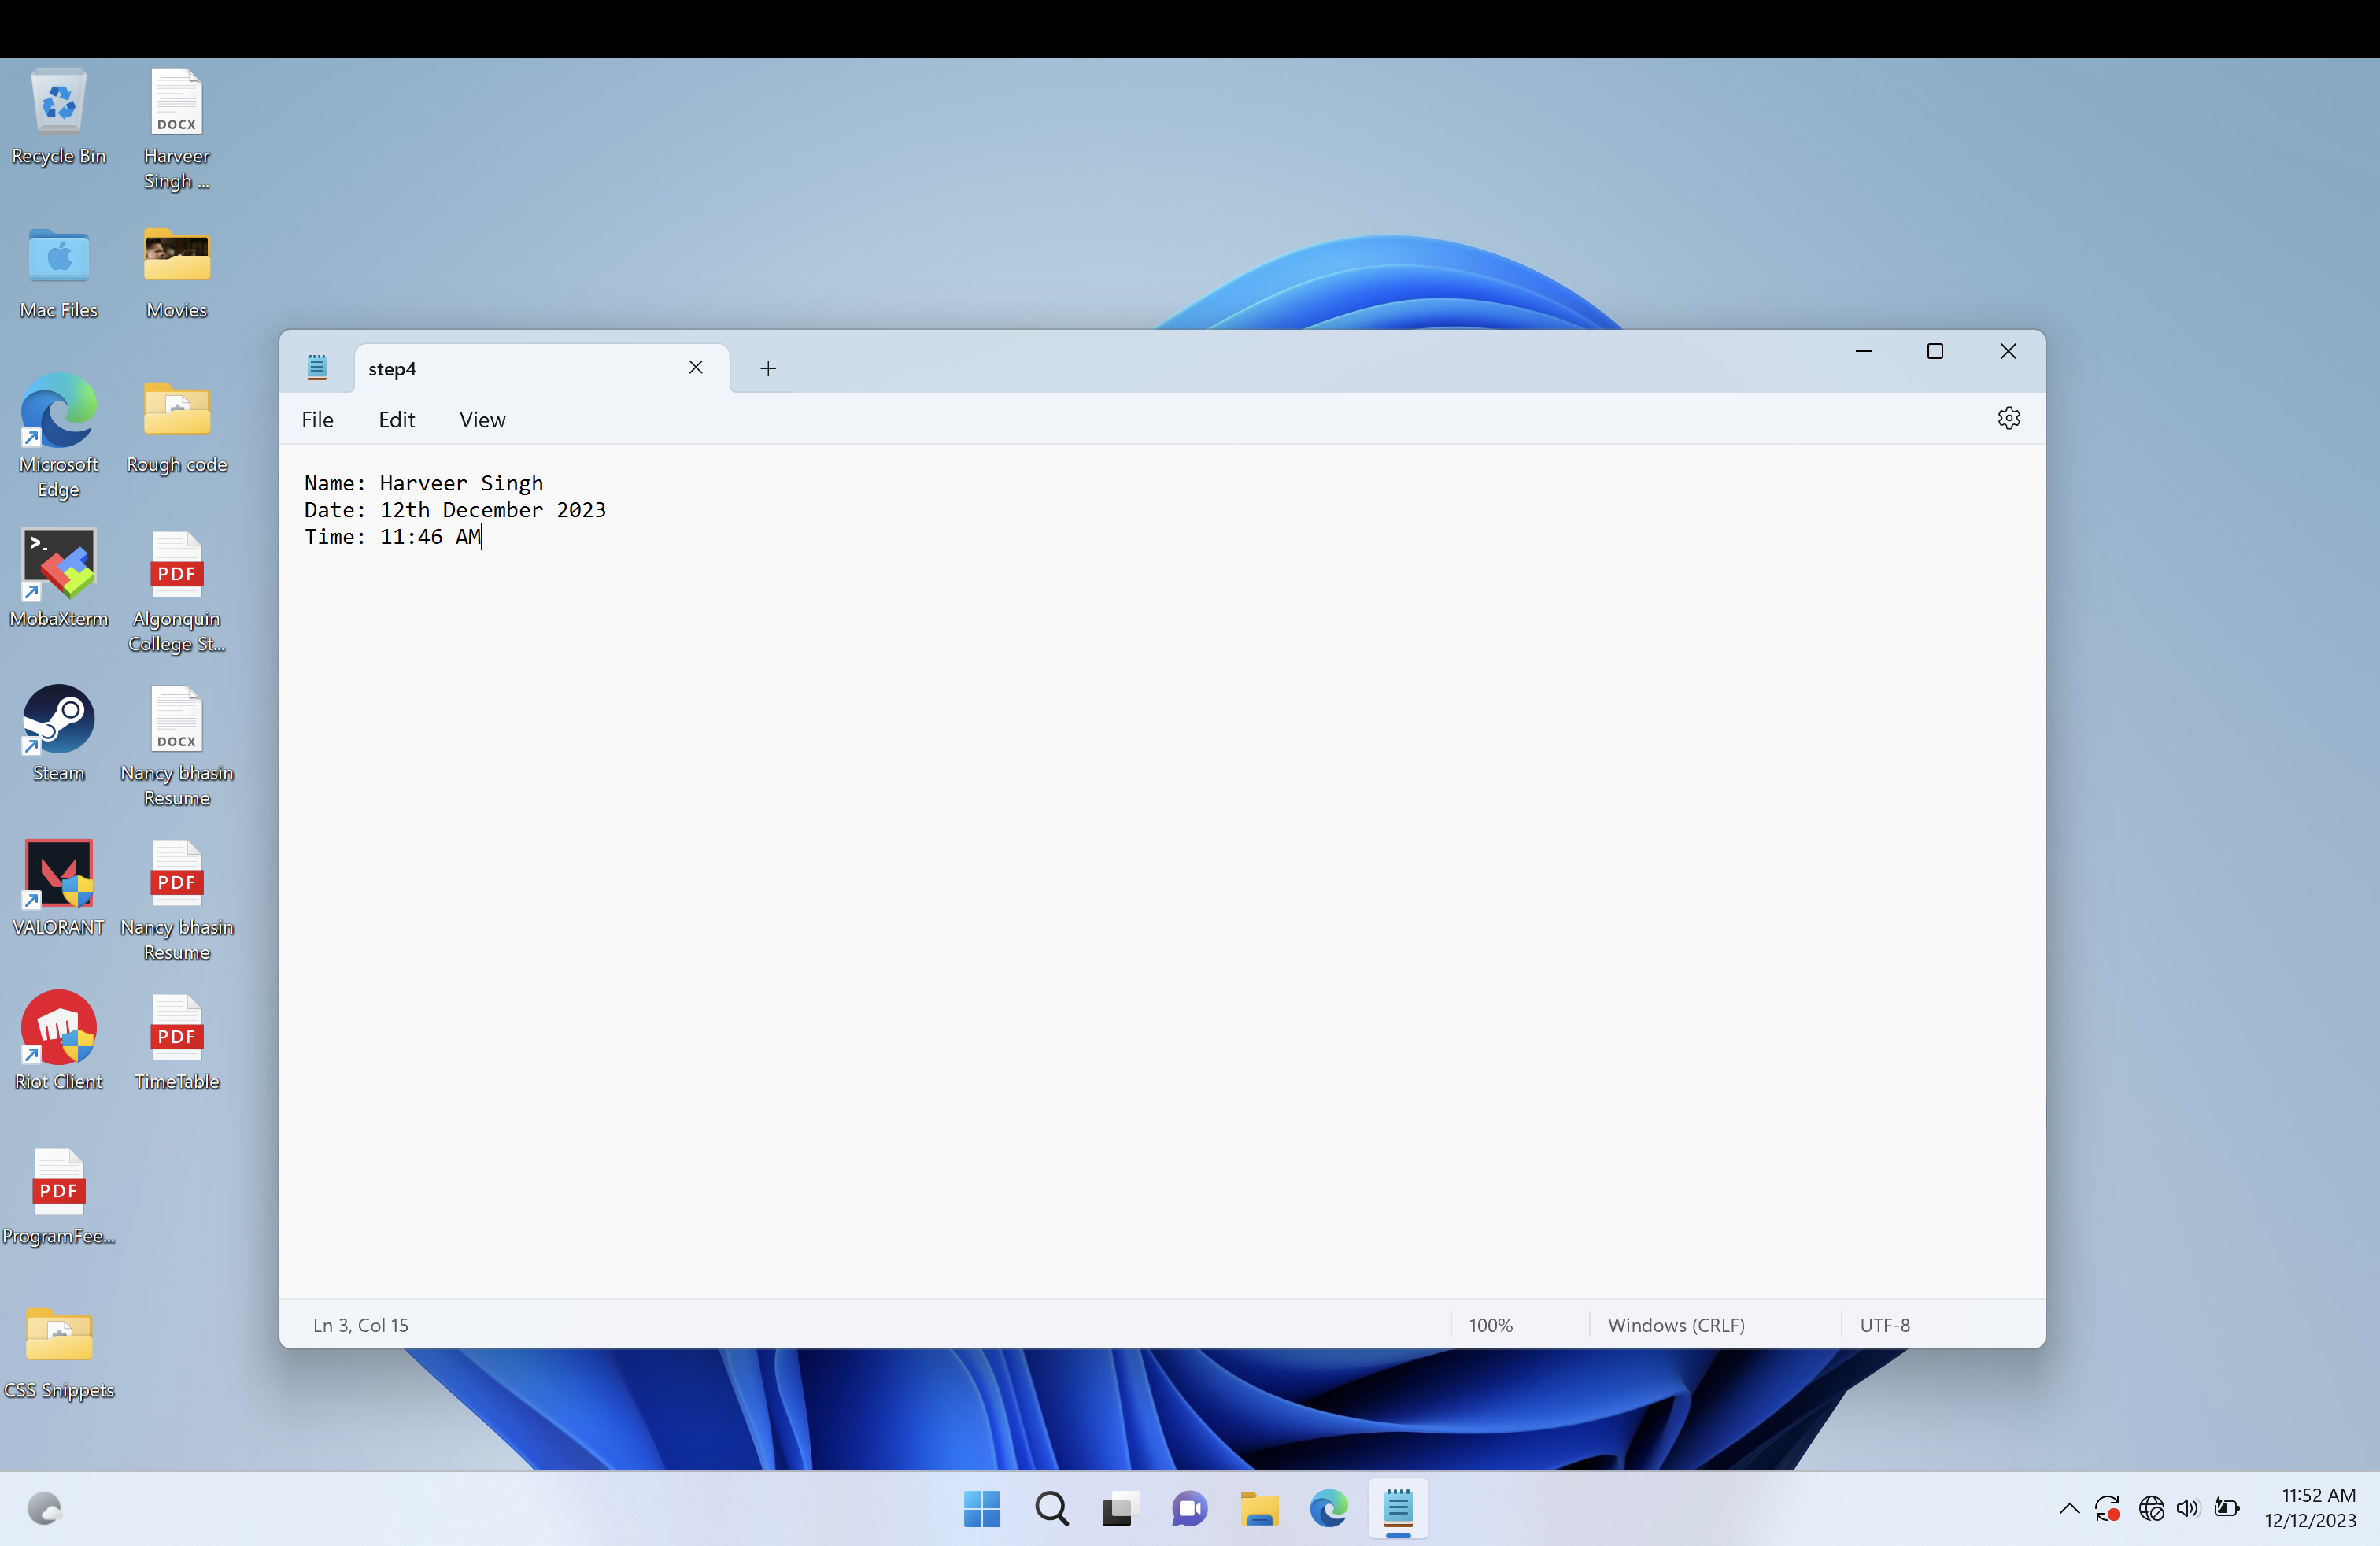 Recycle Bin
Harveer
Singh ...
DOCX
Mac Files
Movies
Microsoft
Edge
Rough code
MobaXterm
PDF
Algonquin
College St...
Steam
DOCX
Nancy bhasin
Resume
VALORANT
PDF
Nancy bhasin
Resume
Riot Client
PDF
TimeTable
PDF
ProgramFee...
CSS Snippets
step4
File Edit View
Name: Harveer Singh
Date: 12th December 2023
Time: 11:46 AM
Ln 3, Col 15 100% Windows (CRLF) UTF-8
11:52 AM
12/12/2023